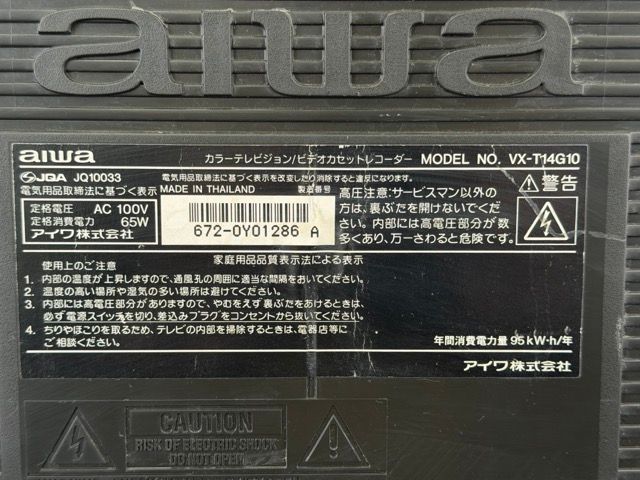 aiwa
aiwa
カラーテレビジョン/ビデオカセットレコーダー MODEL NO. VX-T14G10
JQA JQ10033
電気用品取締法に基づく表示
電気用品取締法に基づく表示を改変したり消除すると違反になります。
MADE IN THAILAND 製造番号
定格電圧 AC 100V
定格消費電力 65W
アイワ株式会社
672-0Y01286 A
警告
高圧注意:サービスマン以外の
方は、裏ぶたを開けないでくださ
い。内部には高電圧部分が数多
くあり、万一さわると危険です。
家庭用品品質表示法による表示
使用上のご注意
1. 内部の温度が上昇しますので、通風孔の周囲に適当な間隔をおいてください。
2. 温度の高い場所や湿気の多い場所は避けてください。
3. 内部には高電圧部分がありますので、やむをえず裏ぶたをあけるときは、
必ず電源スイッチを切り、差込みプラグをコンセントから抜いてください。
4. ちりやほこりを取るため、テレビの内部を掃除するときは、電器店等に
ご相談ください。
年間消費電力量 95kW·h/年
アイワ株式会社
CAUTION
RISK OF ELECTRIC SHOCK
DO NOT OPEN